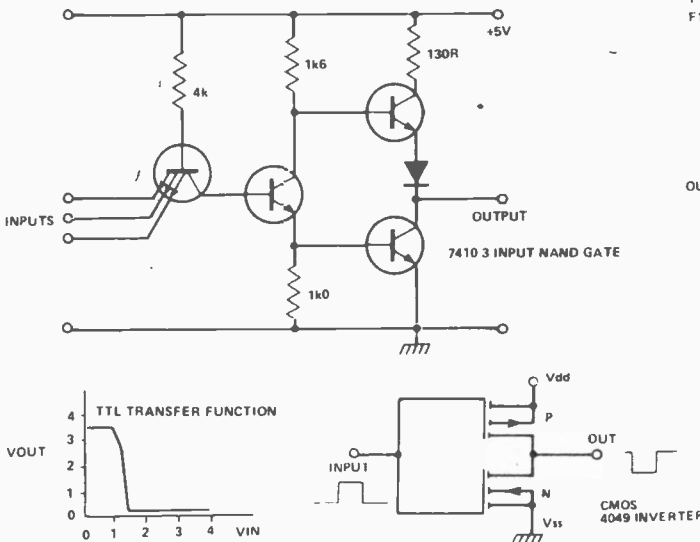 +5V
1k6
130R
4k
INPUTS
OUTPUT
7410 3 INPUT NAND GATE
1k0
TTL TRANSFER FUNCTION
VOUT
4
3
2
1
0
0 1 2 3 4 VIN
Vdd
P
INPUT
OUT
N
Vss
CMOS
4049 INVERTER